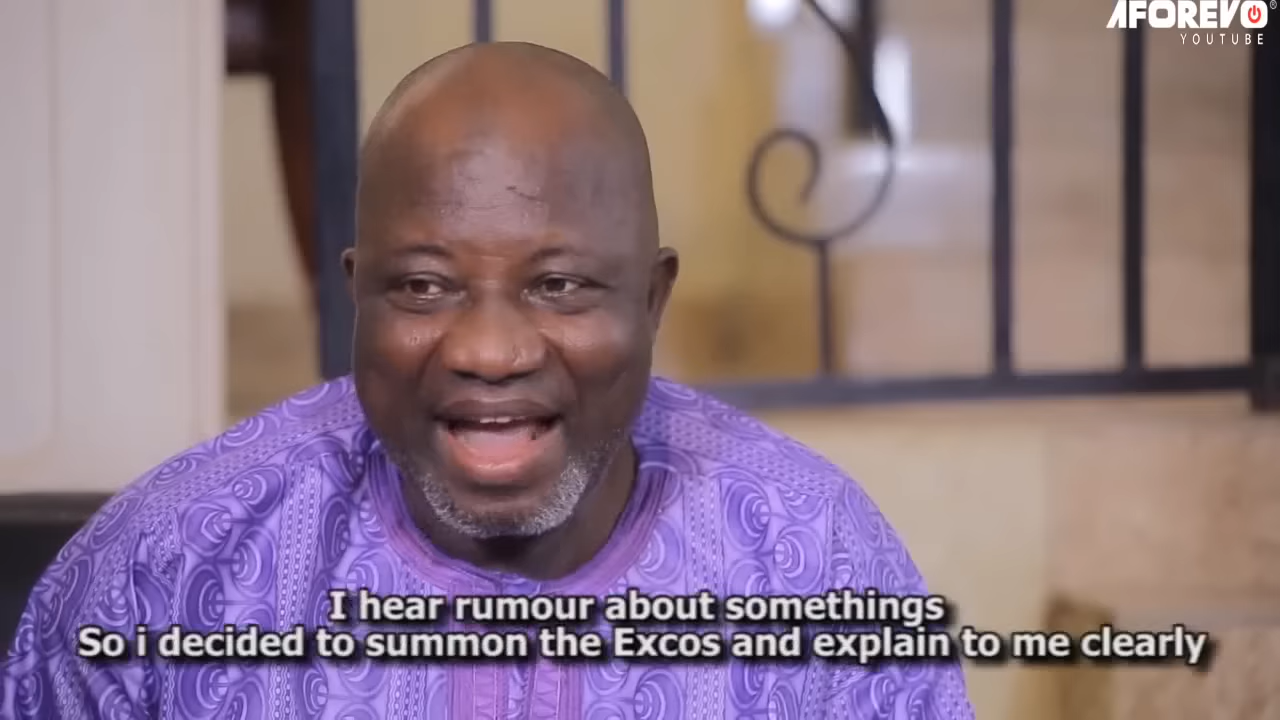 AFOREVO
YOUTUBE
I hear rumour about somethings
So i decided to summon the Excos and explain to me clearly